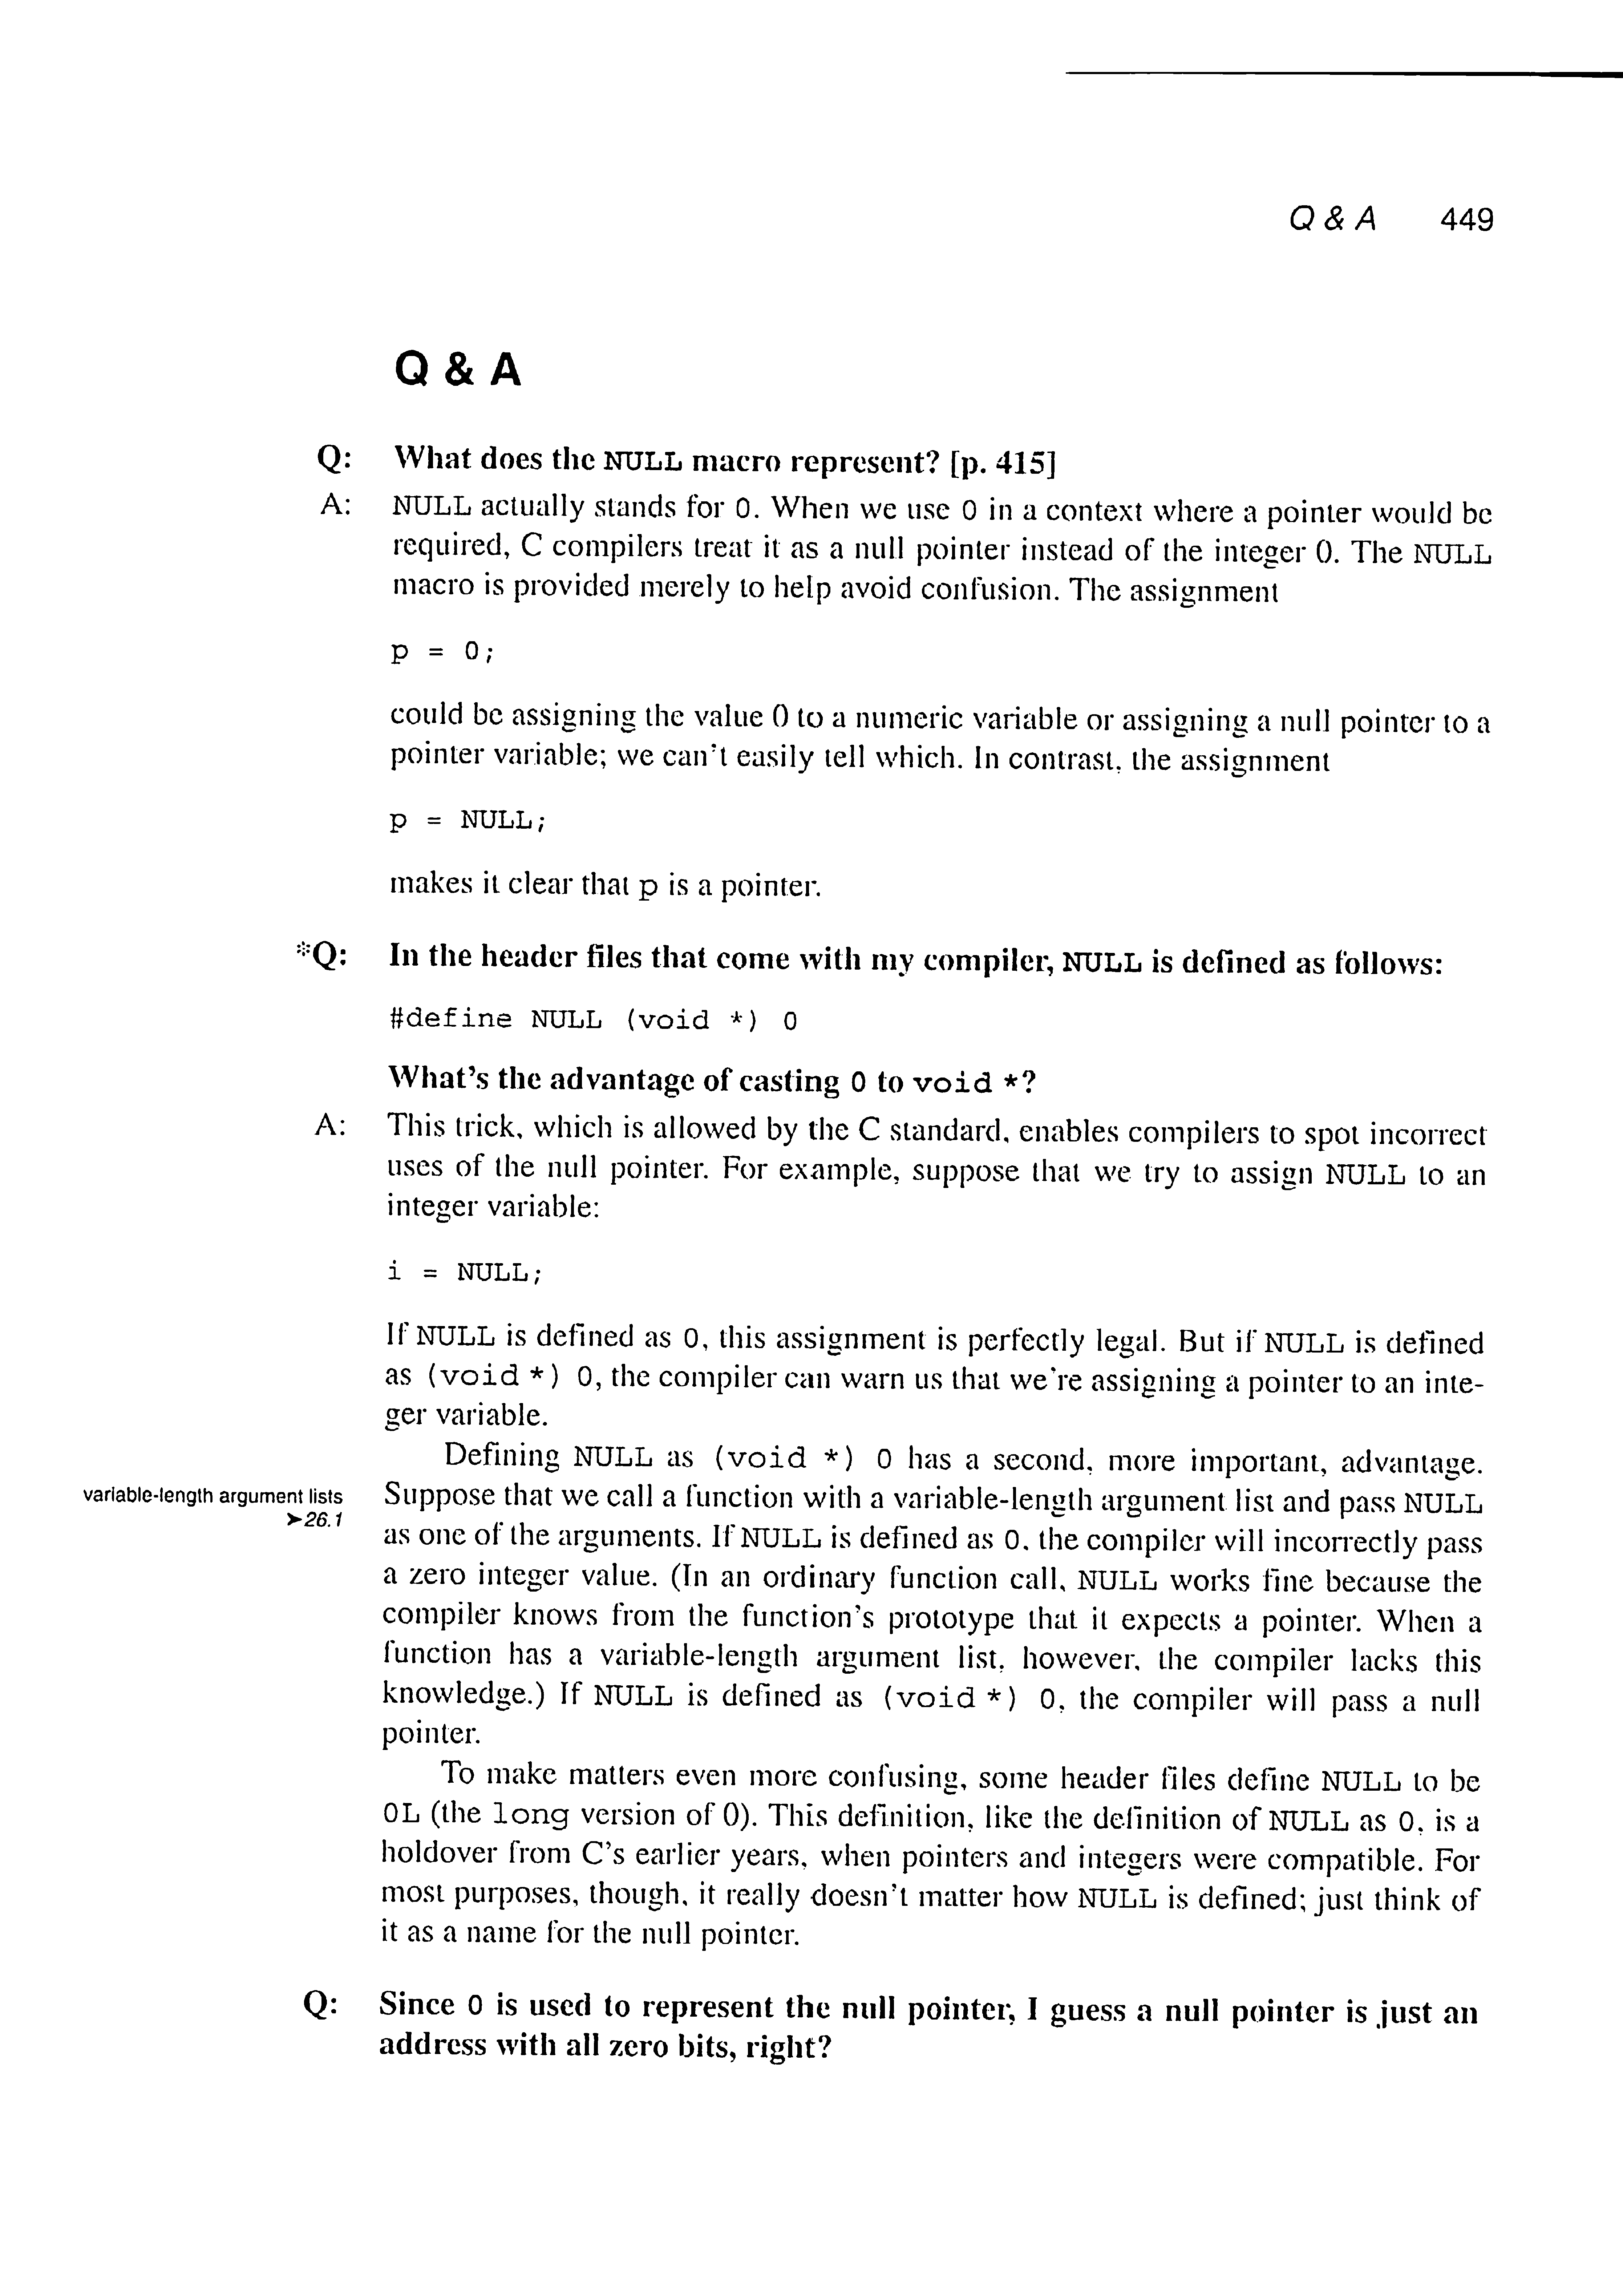 Q & A 449
Q & A
Q: What does the NULL macro represent? [p. 415]
A: NULL actually stands for 0. When we use 0 in a context where a pointer would be
required, C compilers treat it as a null pointer instead of the integer 0. The NULL
macro is provided merely to help avoid confusion. The assignment
p = 0;
could be assigning the value 0 to a numeric variable or assigning a null pointer to a
pointer variable; we can't easily tell which. In contrast, the assignment
p = NULL;
makes it clear that p is a pointer.
*Q: In the header files that come with my compiler, NULL is defined as follows:
#define NULL (void *) 0
What's the advantage of casting 0 to void *?
A: This trick, which is allowed by the C standard, enables compilers to spot incorrect
uses of the null pointer. For example, suppose that we try to assign NULL to an
integer variable:
i = NULL;
If NULL is defined as 0, this assignment is perfectly legal. But if NULL is defined
as (void *) 0, the compiler can warn us that we're assigning a pointer to an inte-
ger variable.
Defining NULL as (void *) 0 has a second, more important, advantage.
variable-length argument lists Suppose that we call a function with a variable-length argument list and pass NULL
➤26.1 as one of the arguments. If NULL is defined as 0, the compiler will incorrectly pass
a zero integer value. (In an ordinary function call, NULL works fine because the
compiler knows from the function's prototype that it expects a pointer. When a
function has a variable-length argument list, however, the compiler lacks this
knowledge.) If NULL is defined as (void *) 0, the compiler will pass a null
pointer.
To make matters even more confusing, some header files define NULL to be
0L (the long version of 0). This definition, like the definition of NULL as 0, is a
holdover from C's earlier years, when pointers and integers were compatible. For
most purposes, though, it really doesn't matter how NULL is defined; just think of
it as a name for the null pointer.
Q: Since 0 is used to represent the null pointer, I guess a null pointer is just an
address with all zero bits, right?